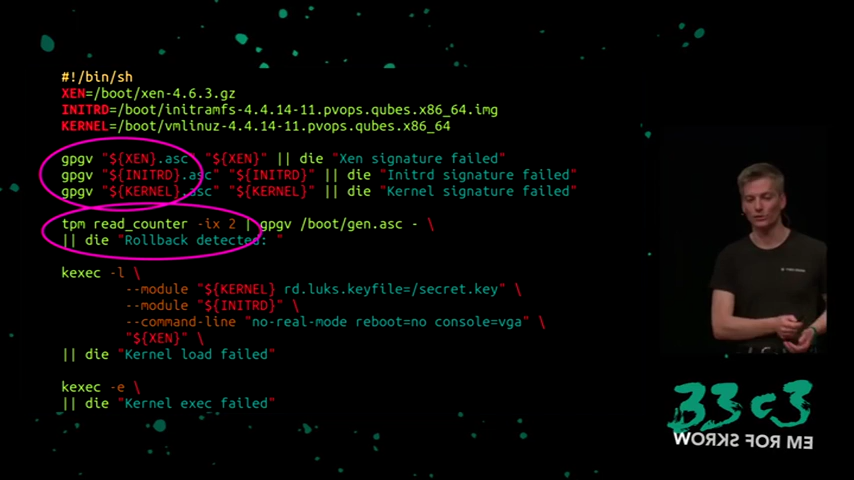 #!/bin/sh
XEN=/boot/xen-4.6.3.gz
INITRD=/boot/initramfs-4.4.14-11.pvops.qubes.x86_64.img
KERNEL=/boot/vmlinuz-4.4.14-11.pvops.qubes.x86_64
gpgv "${XEN}.asc" "${XEN}" || die "Xen signature failed"
gpgv "${INITRD}.asc" "${INITRD}" || die "Initrd signature failed"
gpgv "${KERNEL}.asc" "${KERNEL}" || die "Kernel signature failed"
tpm read_counter -ix 2 | gpgv /boot/gen.asc - \
|| die "Rollback detected: "
kexec -l \
--module "${KERNEL} rd.luks.keyfile=/secret.key" \
--module "${INITRD}" \
--command-line "no-real-mode reboot=no console=vga" \
"${XEN}" \
|| die "Kernel load failed"
kexec -e \
|| die "Kernel exec failed"
33c3
WORKS FOR ME